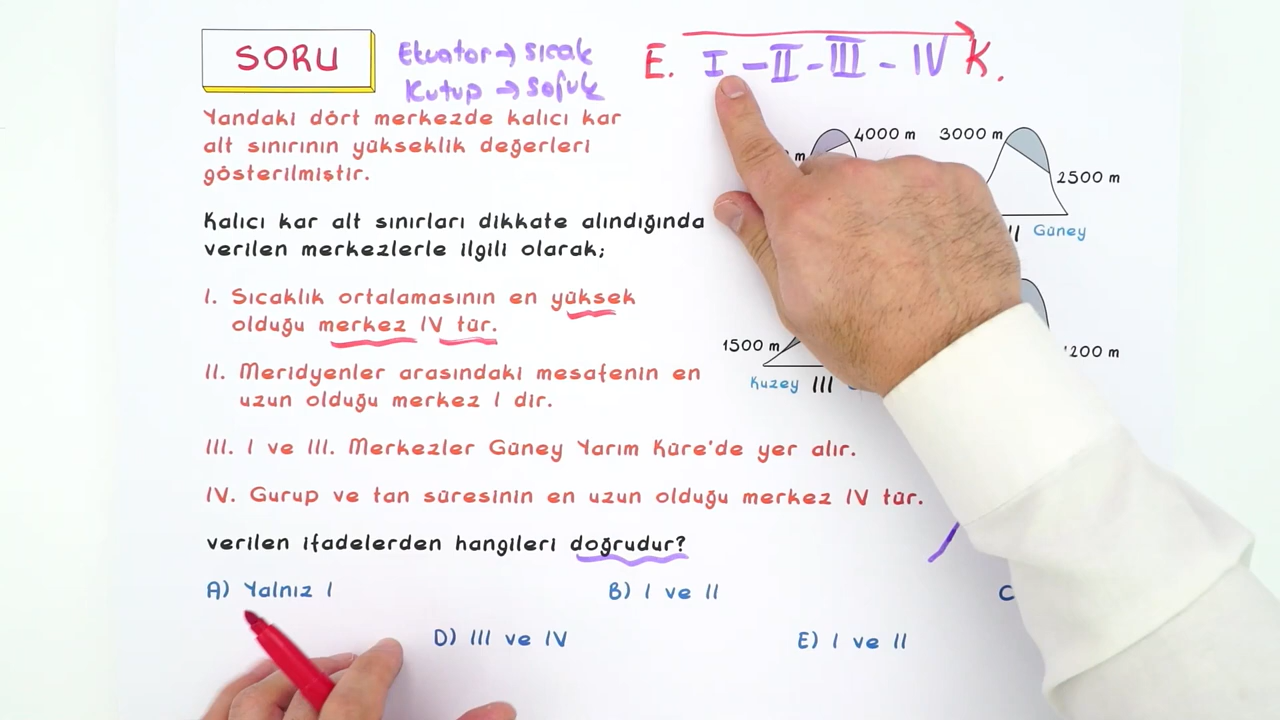 SORU
Ekvator → sıcak
Kutup → soğuk
E. I - II - III - IV K.
Yandaki dört merkezde kalıcı kar
alt sınırının yükseklik değerleri
gösterilmiştir.
Kalıcı kar alt sınırları dikkate alındığında
verilen merkezlerle ilgili olarak;
I. Sıcaklık ortalamasının en yüksek
olduğu merkez IV tür.
II. Meridyenler arasındaki mesafenin en
uzun olduğu merkez I dir.
III. I ve III. Merkezler Güney Yarım Küre'de yer alır.
IV. Gurup ve tan süresinin en uzun olduğu merkez IV tür.
verilen ifadelerden hangileri doğrudur?
A) Yalnız I
B) I ve II
C
D) III ve IV
E) I ve II
4000 m
m
3000 m
2500 m
Güney
1500 m
200 m
Kuzey III